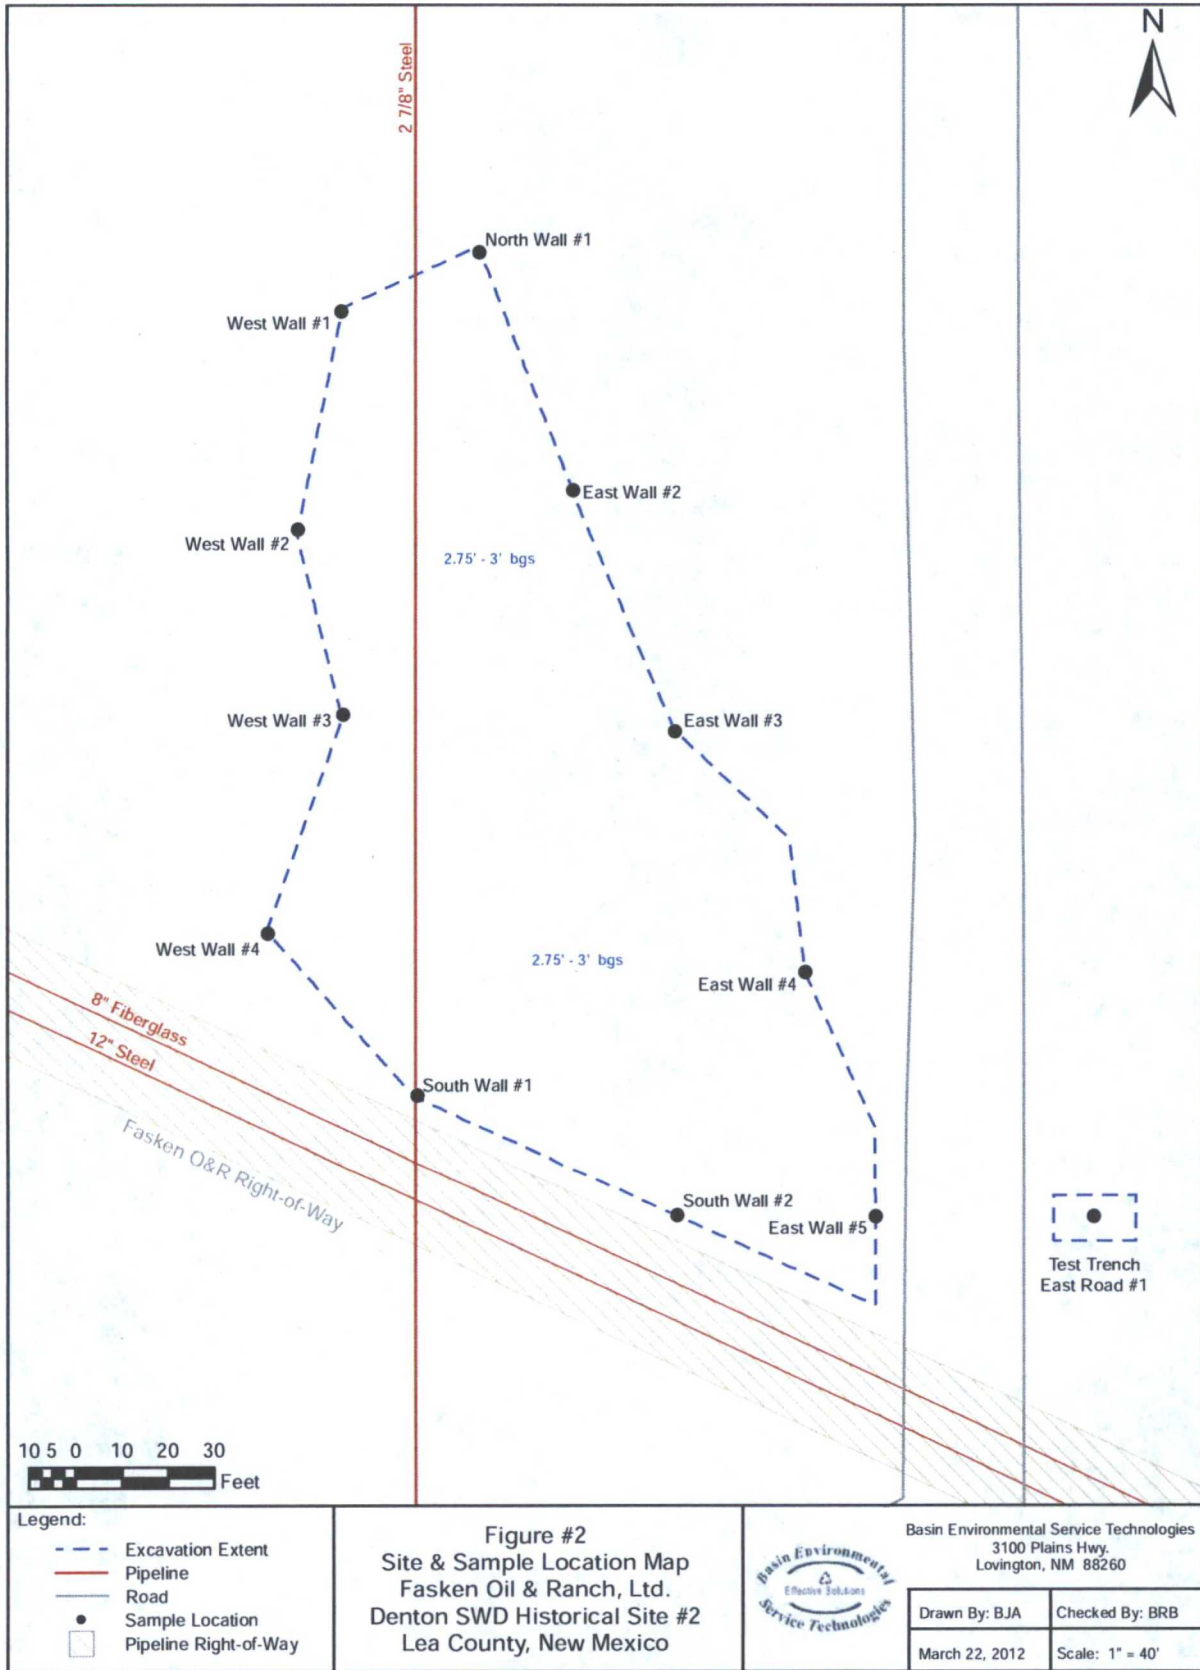 N
2 7/8" Steel
North Wall #1
West Wall #1
East Wall #2
West Wall #2
2.75' - 3' bgs
West Wall #3
East Wall #3
West Wall #4
2.75' - 3' bgs
East Wall #4
8" Fiberglass
12" Steel
South Wall #1
Fasken O&R Right-of-Way
South Wall #2
East Wall #5
Test Trench
East Road #1
10 5 0 10 20 30
Feet
Legend:
Excavation Extent
Pipeline
Road
Sample Location
Pipeline Right-of-Way
Figure #2
Site & Sample Location Map
Fasken Oil & Ranch, Ltd.
Denton SWD Historical Site #2
Lea County, New Mexico
Basin Environmental
Effective Solutions
Service Technologies
Basin Environmental Service Technologies
3100 Plains Hwy.
Lovington, NM 88260
Drawn By: BJA
Checked By: BRB
March 22, 2012
Scale: 1" = 40'